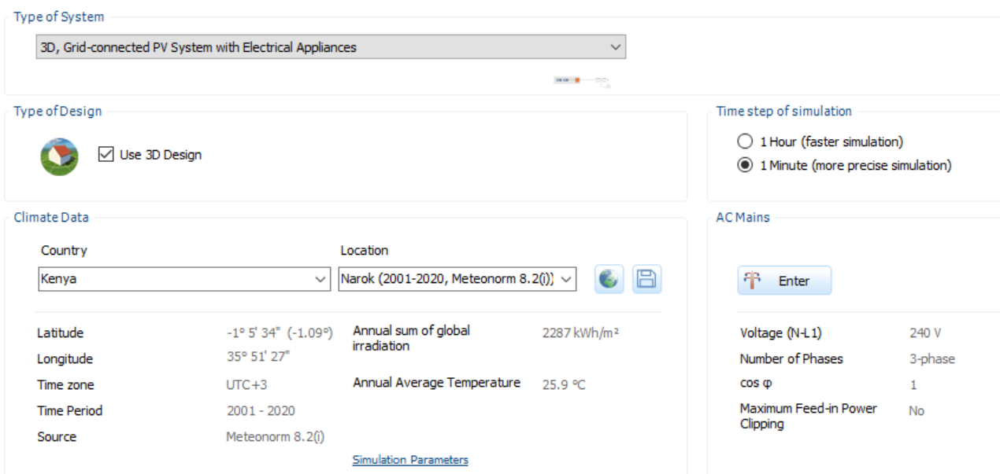 Type of System
3D, Grid-connected PV System with Electrical Appliances
Type of Design
Use 3D Design
Time step of simulation
1 Hour (faster simulation)
1 Minute (more precise simulation)
Climate Data
Country
Location
Kenya
Narok (2001-2020, Meteonorm 8.2(i))
Latitude
-1° 5' 34" (-1.09°)
Longitude
35° 51' 27"
Time zone
UTC+3
Time Period
2001 - 2020
Source
Meteonorm 8.2(i)
Annual sum of global
irradiation
2287 kWh/m²
Annual Average Temperature
25.9 °C
Simulation Parameters
AC Mains
Enter
Voltage (N-L1)
240 V
Number of Phases
3-phase
cos φ
1
Maximum Feed-in Power
Clipping
No